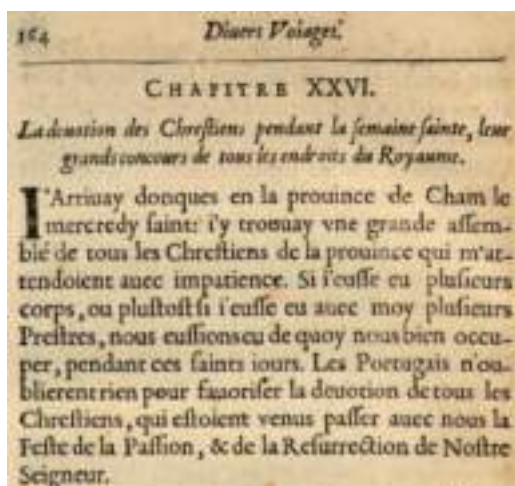 164 Diuers Voiages.
CHAPITRE XXVI.
La deuotion des Chrestiens pendant la semaine sainte, leur
grands concours de tous les endroits du Royaume.
I'Arriuay donques en la prouince de Cham le
mercredy saint: i'y trouuay vne grande assem-
blé de tous les Chrestiens de la prouince qui m'at-
tendoient auec impatience. Si i'eusse eu plusieurs
corps, ou plustost si i'eusse eu auec moy plusieurs
Prestres, nous eussions eu de quoy nous bien occu-
per, pendant ces saints iours. Les Portugais n'ou-
blierent rien pour fauoriser la deuotion de tous les
Chrestiens, qui estoient venus passer auec nous la
Feste de la Passion, & de la Resurrection de Nostre
Seigneur.